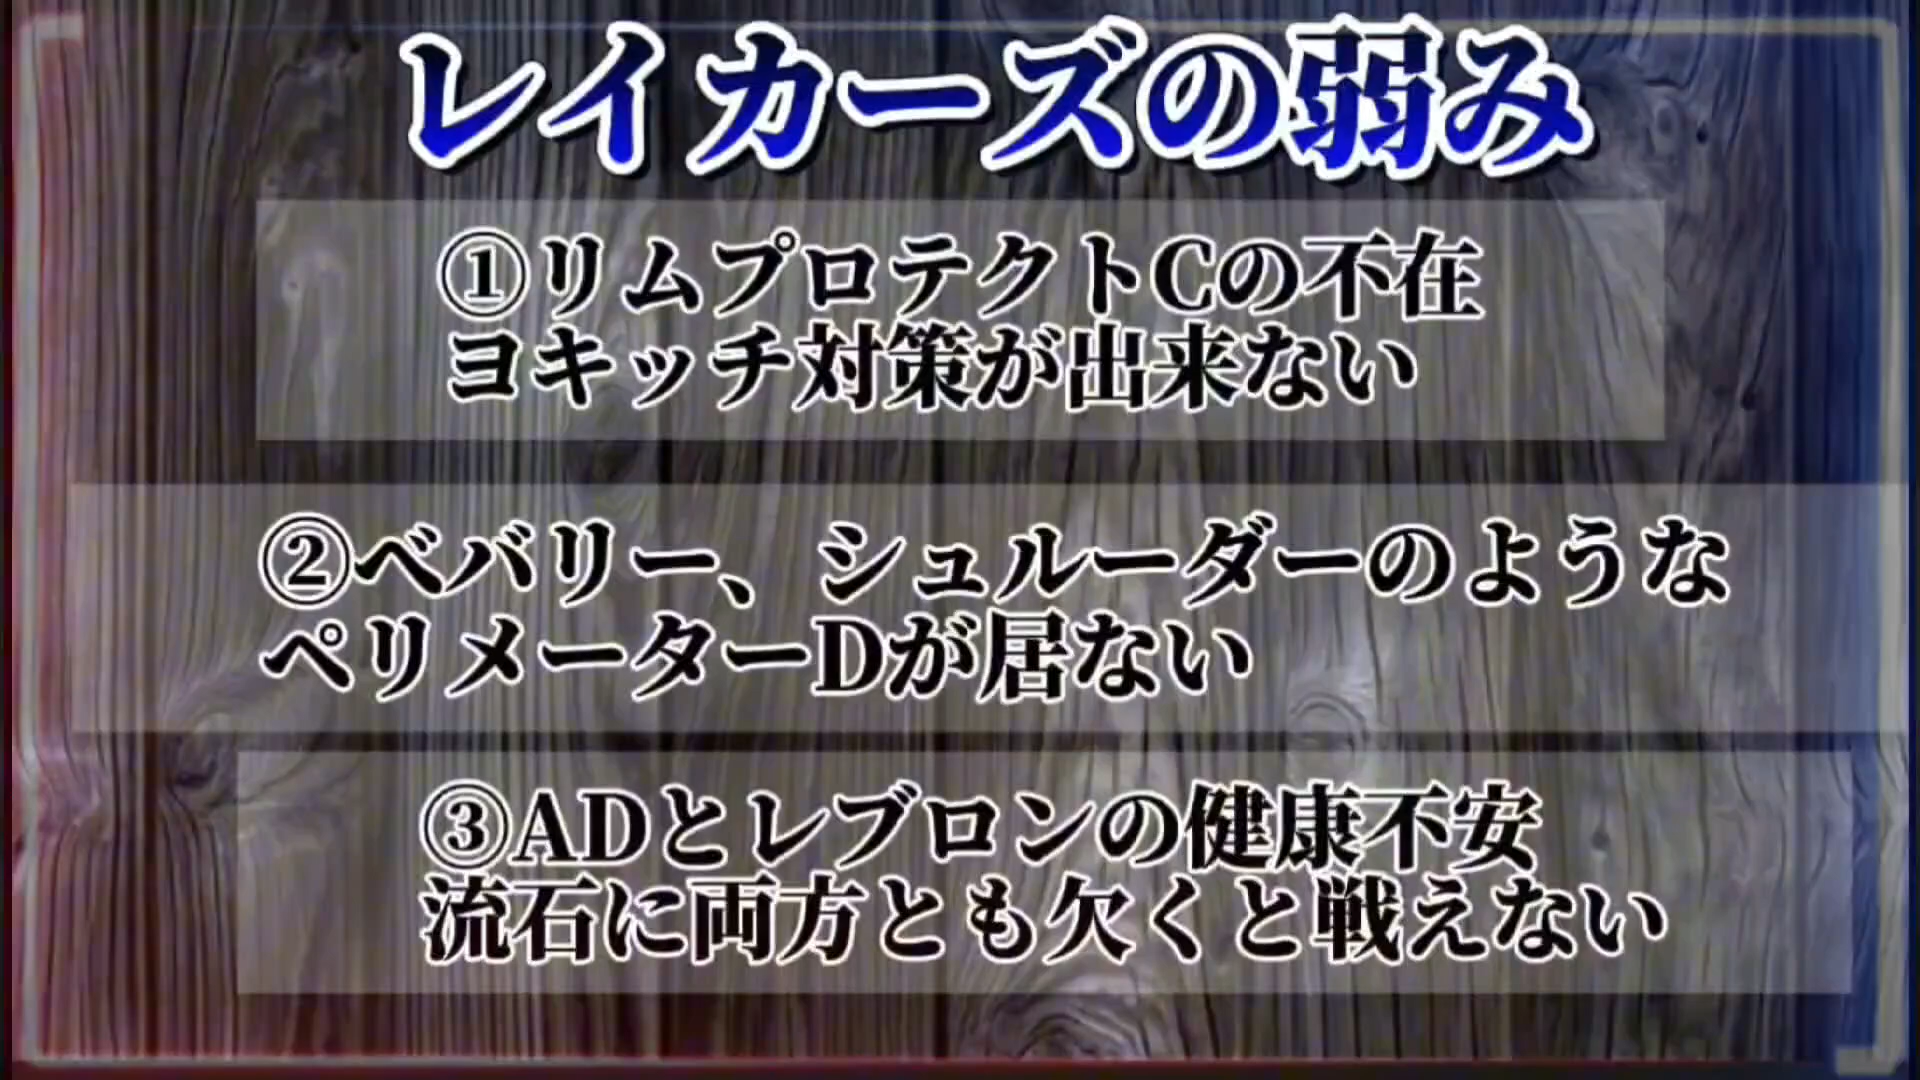 レイカーズの弱み
①リムプロテクトCの不在
ヨキッチ対策が出来ない
②ベバリー、シュルーダーのような
ペリメーターDが居ない
③ADとレブロンの健康不安
流石に両方とも欠くと戦えない